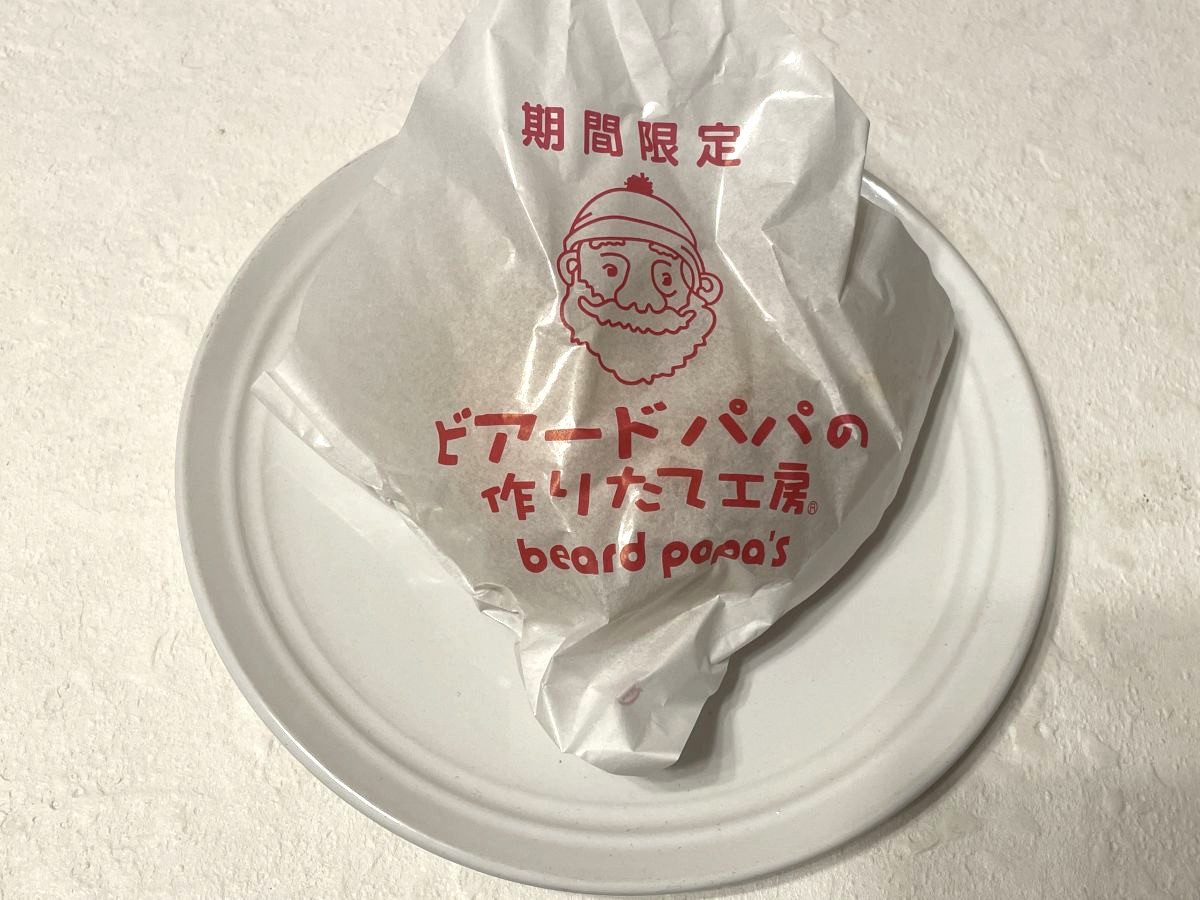 期間限定
ビアードパパの
作りたて工房®
beard papa's